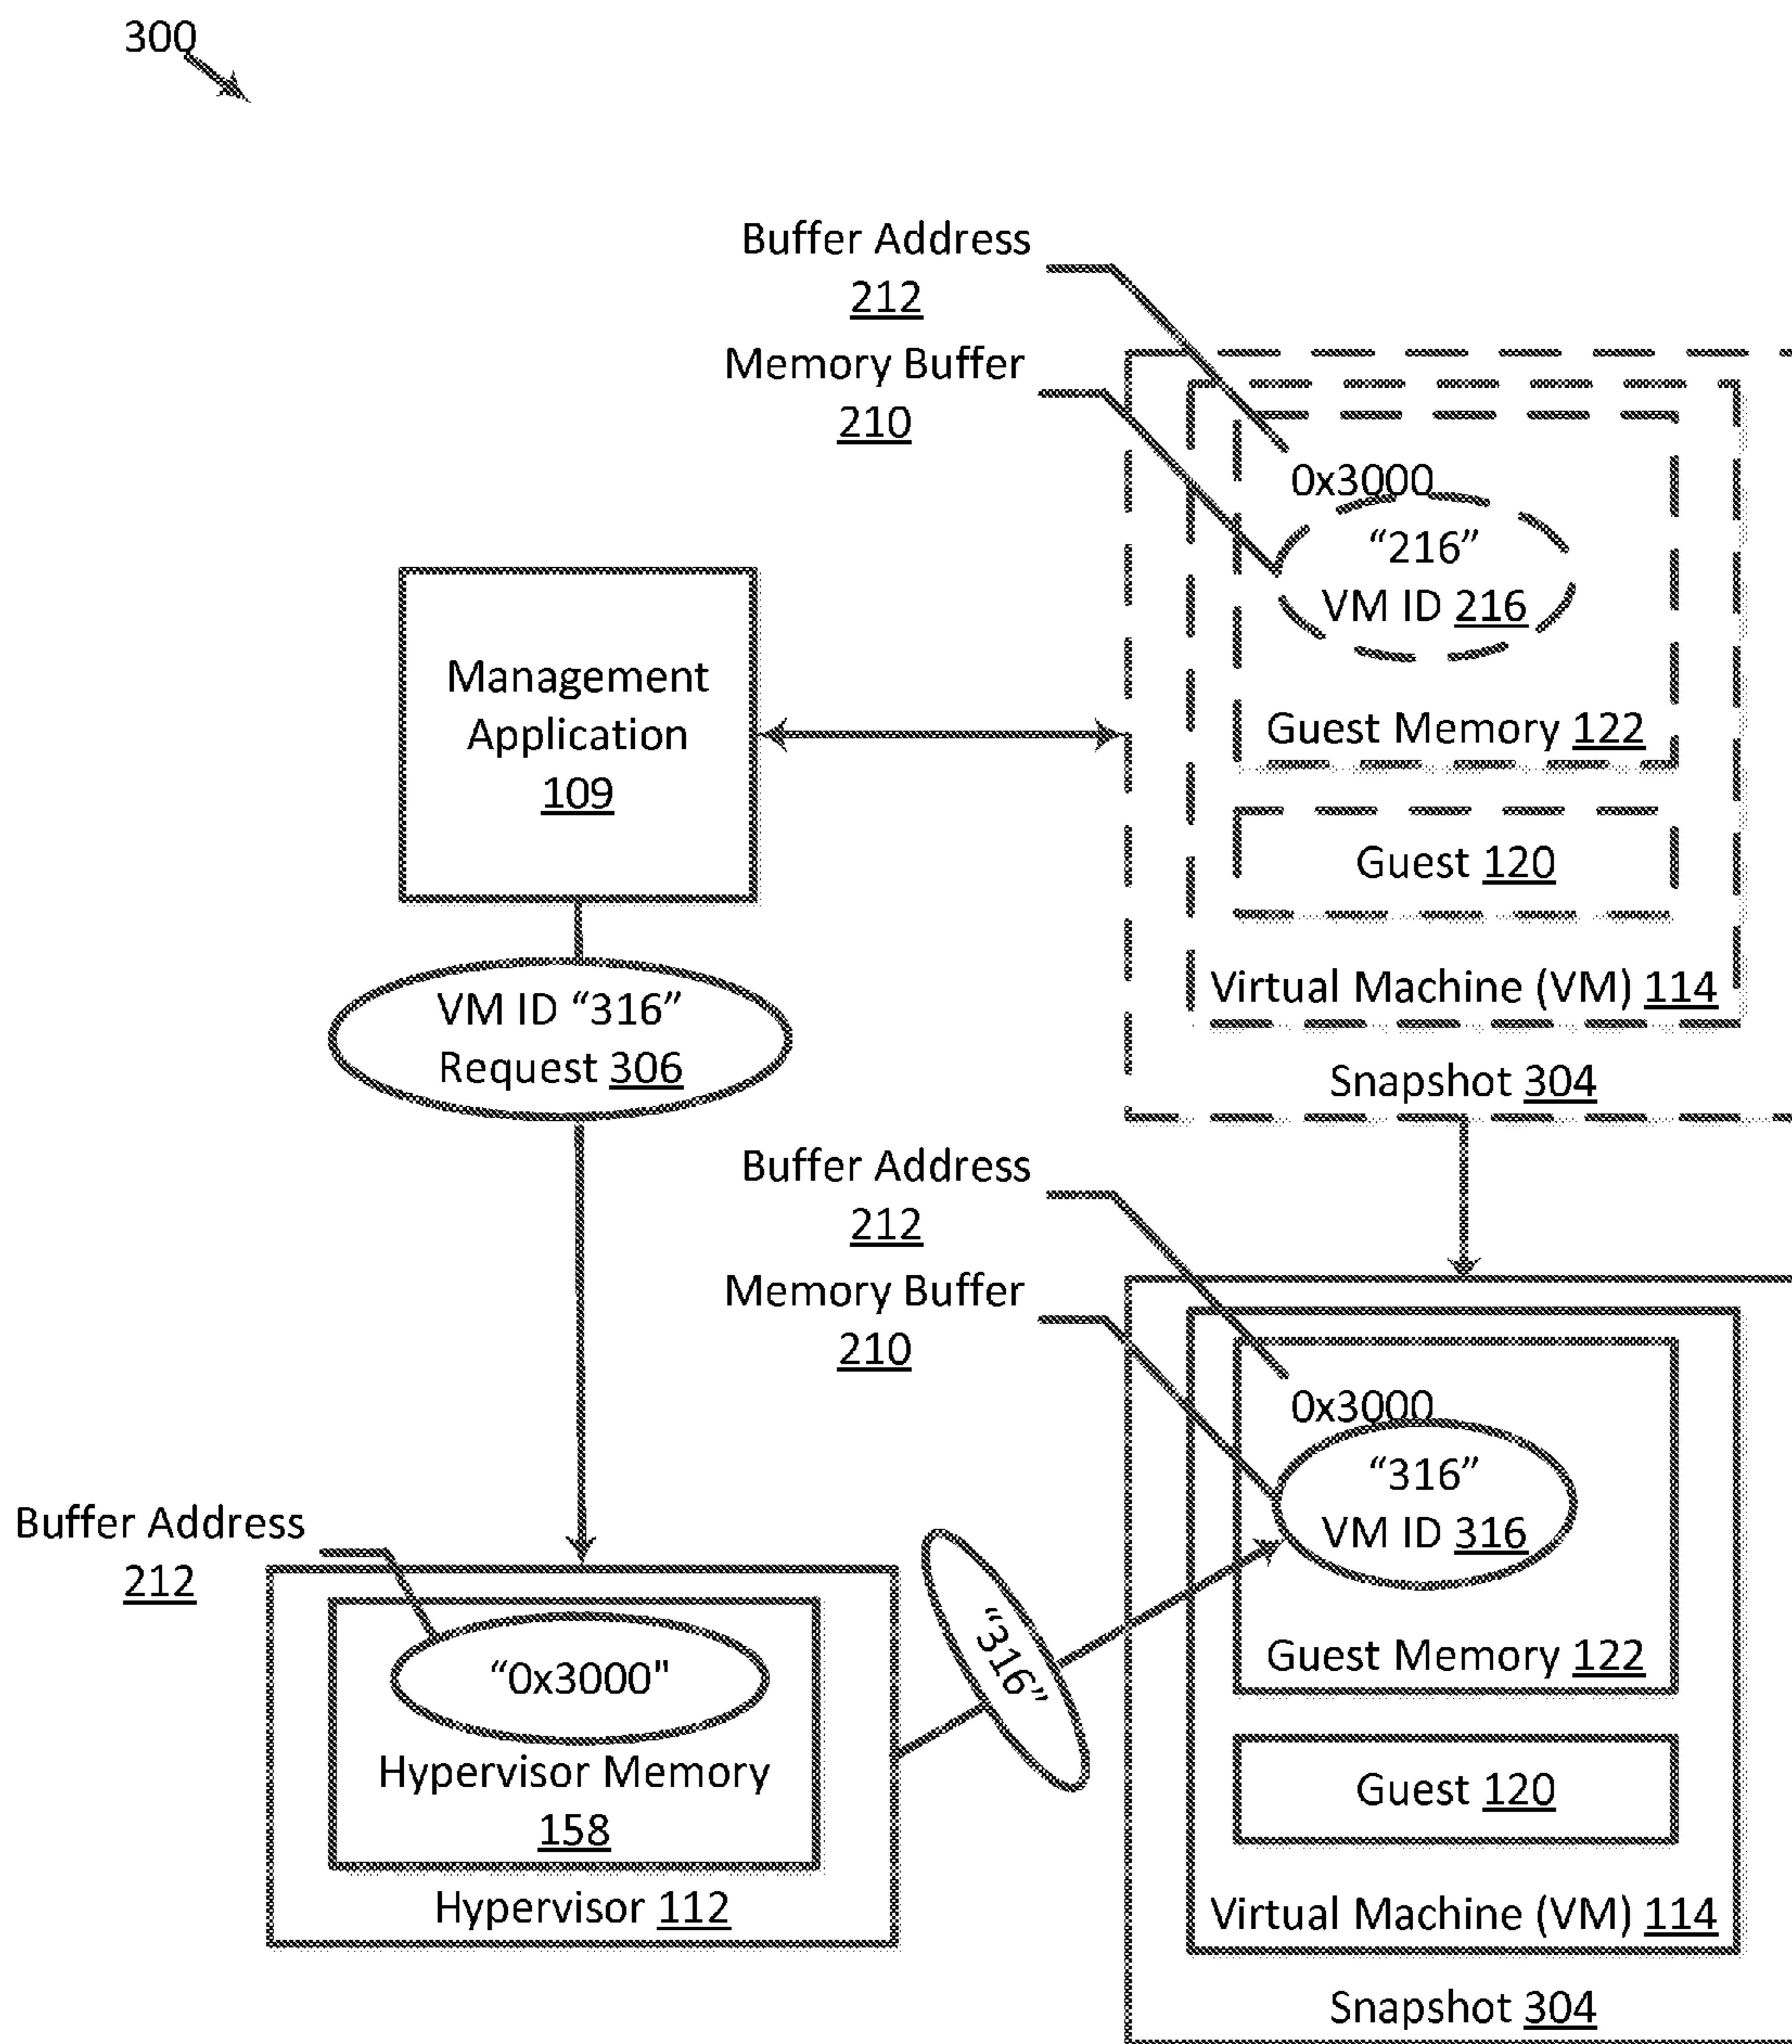 300
Buffer Address
212
Memory Buffer
210
0x3000
“216”
VM ID 216
Guest Memory 122
Guest 120
Virtual Machine (VM) 114
Snapshot 304
Management
Application
109
VM ID “316”
Request 306
Buffer Address
212
Memory Buffer
210
0x3000
“316”
VM ID 316
Guest Memory 122
Guest 120
Virtual Machine (VM) 114
Snapshot 304
Buffer Address
212
“0x3000"
Hypervisor Memory
158
Hypervisor 112
“316”